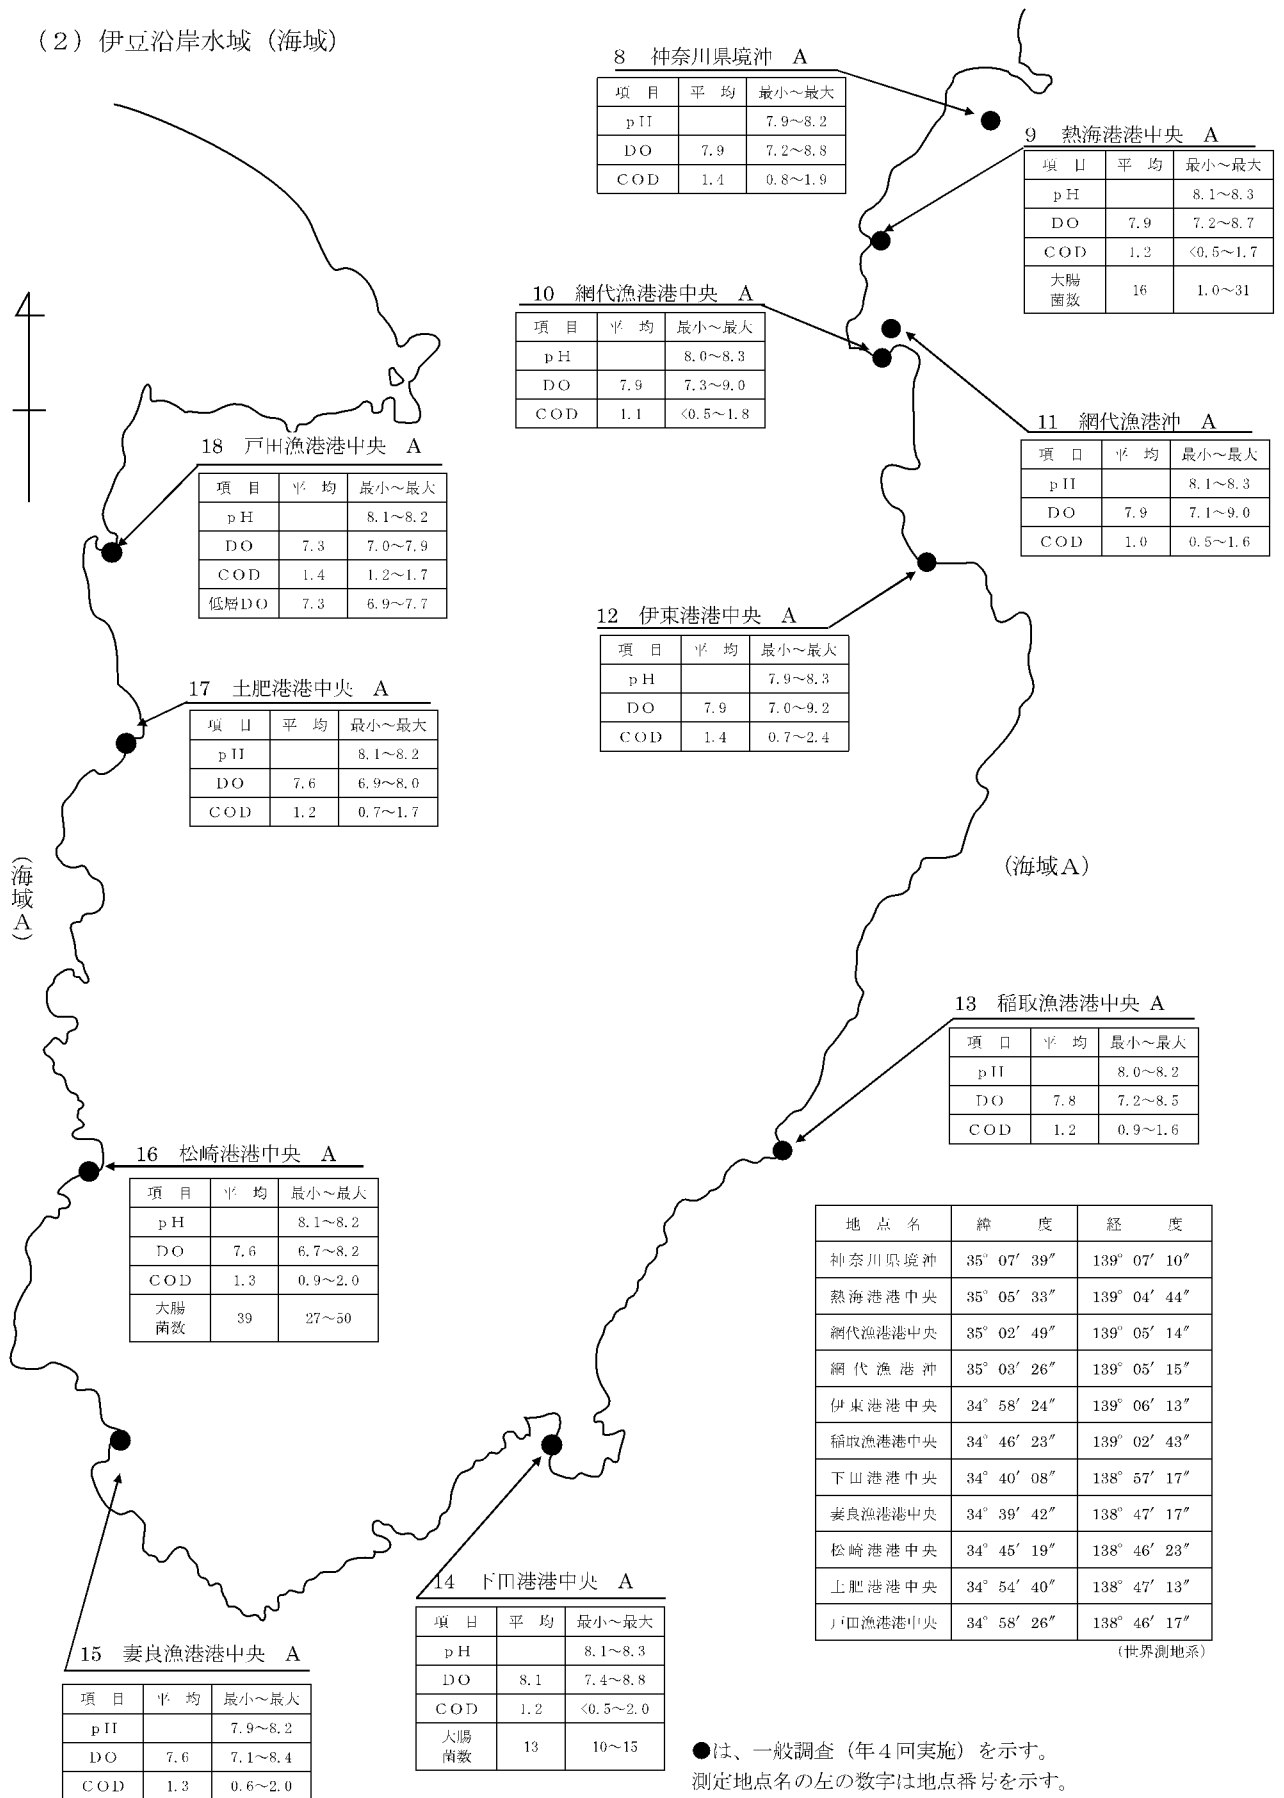 （2）伊豆沿岸水域（海域）
8　神奈川県境沖　A
項　目　平　均　最小～最大
pH　7.9～8.2
DO　7.9　7.2～8.8
COD　1.4　0.8～1.9
9　熱海港港中央　A
項　目　平　均　最小～最大
pH　8.1～8.3
DO　7.9　7.2～8.7
COD　1.2　<0.5～1.7
大腸
菌数　16　1.0～31
10　網代漁港港中央　A
項　目　平　均　最小～最大
pH　8.0～8.3
DO　7.9　7.3～9.0
COD　1.1　<0.5～1.8
11　網代漁港沖　A
項　目　平　均　最小～最大
pH　8.1～8.3
DO　7.9　7.1～9.0
COD　1.0　0.5～1.6
18　戸田漁港港中央　A
項　目　平　均　最小～最大
pH　8.1～8.2
DO　7.3　7.0～7.9
COD　1.4　1.2～1.7
低層DO　7.3　6.9～7.7
12　伊東港港中央　A
項　目　平　均　最小～最大
pH　7.9～8.3
DO　7.9　7.0～9.2
COD　1.4　0.7～2.4
17　土肥港港中央　A
項　目　平　均　最小～最大
pH　8.1～8.2
DO　7.6　6.9～8.0
COD　1.2　0.7～1.7
（海域A）
（海域A）
13　稲取漁港港中央 A
項　目　平　均　最小～最大
pH　8.0～8.2
DO　7.8　7.2～8.5
COD　1.2　0.9～1.6
16　松崎港港中央　A
項　目　平　均　最小～最大
pH　8.1～8.2
DO　7.6　6.7～8.2
COD　1.3　0.9～2.0
大腸
菌数　39　27～50
地　点　名　緯　度　経　度
神奈川県境沖　35° 07′ 39″　139° 07′ 10″
熱海港港中央　35° 05′ 33″　139° 04′ 44″
網代漁港港中央　35° 02′ 49″　139° 05′ 14″
網代漁港沖　35° 03′ 26″　139° 05′ 15″
伊東港港中央　34° 58′ 24″　139° 06′ 13″
稲取漁港港中央　34° 46′ 23″　139° 02′ 43″
下田港港中央　34° 40′ 08″　138° 57′ 17″
妻良漁港港中央　34° 39′ 42″　138° 47′ 17″
松崎港港中央　34° 45′ 19″　138° 46′ 23″
土肥港港中央　34° 54′ 40″　138° 47′ 13″
戸田漁港港中央　34° 58′ 26″　138° 46′ 17″
（世界測地系）
14　下田港港中央　A
項　目　平　均　最小～最大
pH　8.1～8.3
DO　8.1　7.4～8.8
COD　1.2　<0.5～2.0
大腸
菌数　13　10～15
15　妻良漁港港中央　A
項　目　平　均　最小～最大
pH　7.9～8.2
DO　7.6　7.1～8.4
COD　1.3　0.6～2.0
●は、一般調査（年４回実施）を示す。
測定地点名の左の数字は地点番号を示す。